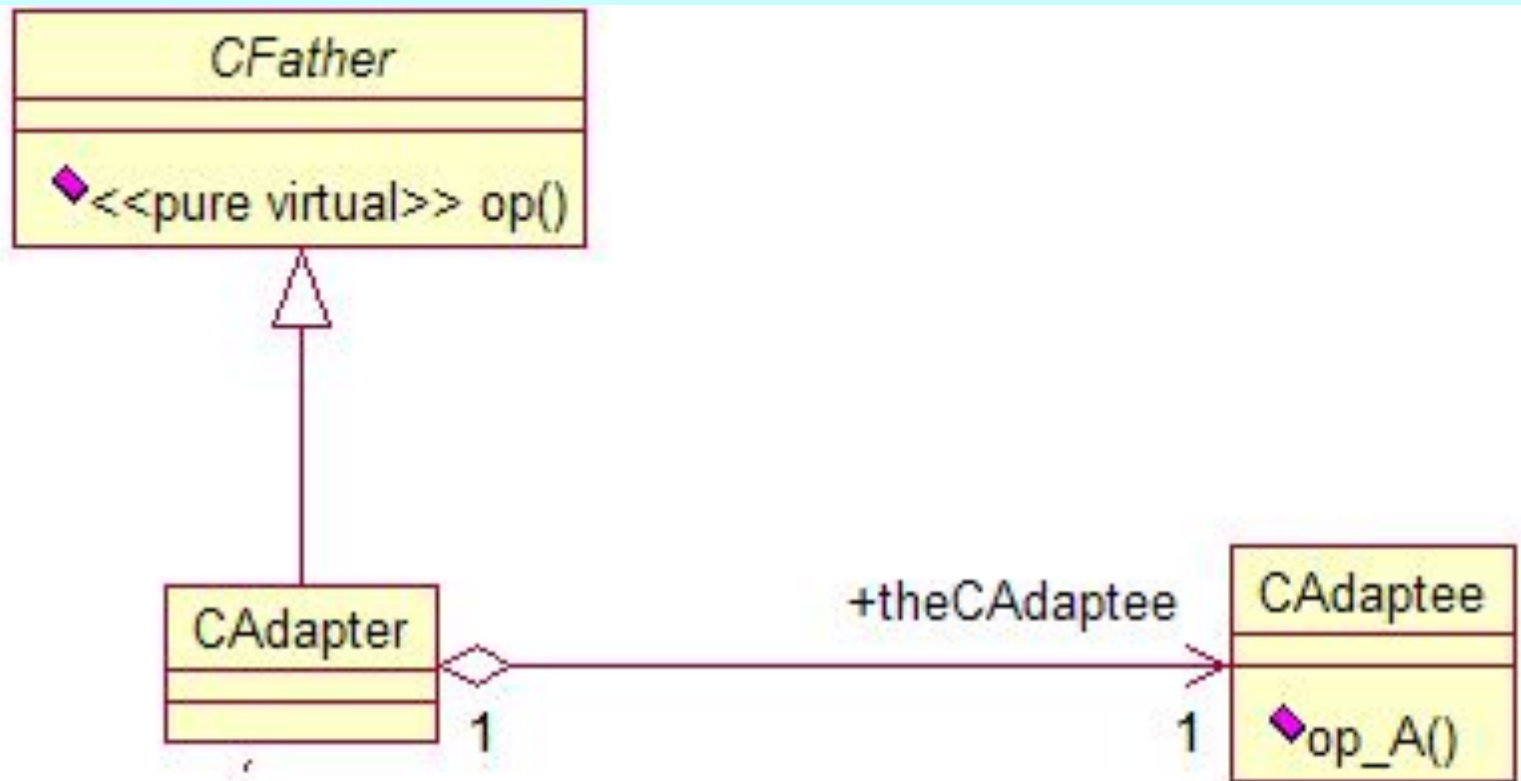 CFather
<<pure virtual>> op()
CAdapter
+theCAdaptee
1
1
CAdaptee
op_A()